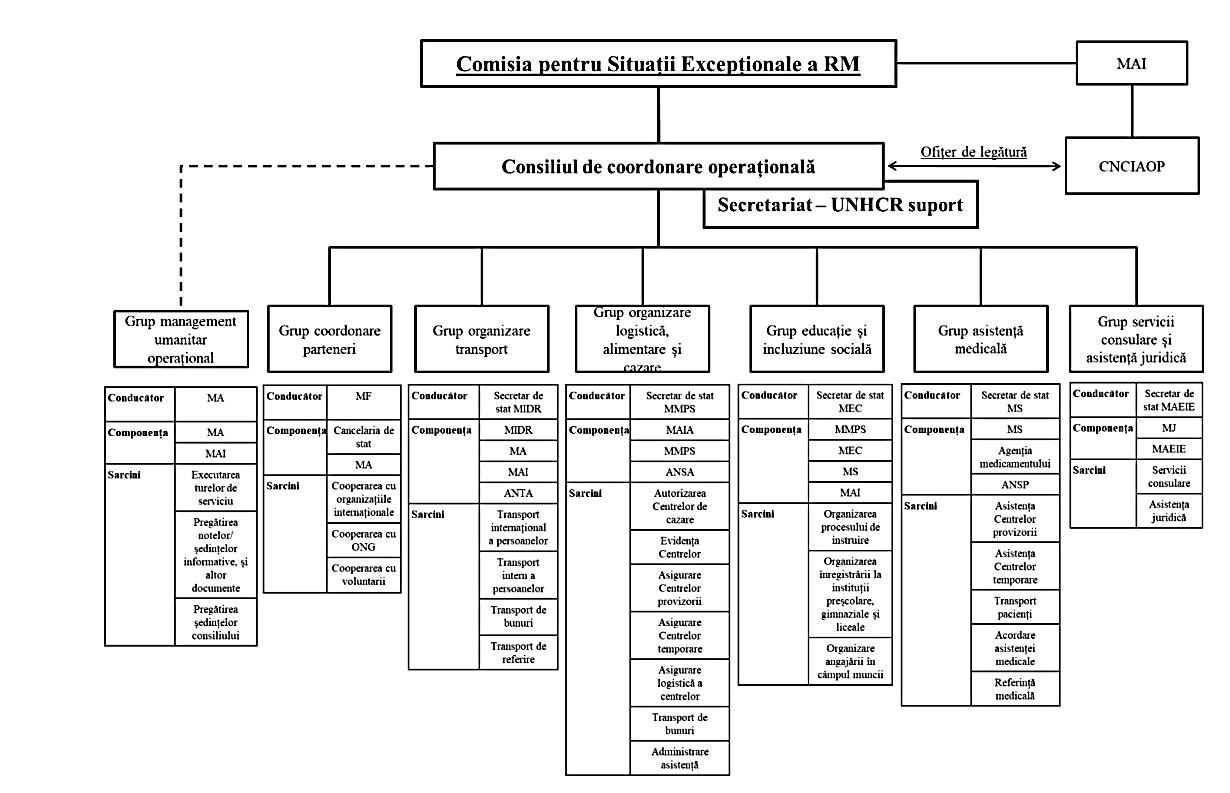 Comisia pentru Situații Excepționale a RM
MAI
Consiliul de coordonare operațională
Ofițer de legătură
CNCIAOP
Secretariat – UNHCR suport
Grup management
umanitar
operațional
Grup coordonare
parteneri
Grup organizare
transport
Grup organizare
logistică,
alimentare și
cazare
Grup educație și
incluziune socială
Grup asistență
medicală
Grup servicii
consulare și
asistență juridică
Conducător
MA
Componența
MA
MAI
Sarcini
Executarea
turelor de
serviciu
Pregătirea
notelor/
ședințelor
informative, și
altor
documente
Pregătirea
ședințelor
consiliului
Conducător
MF
Componența
Cancelaria de
stat
MA
Sarcini
Cooperarea cu
organizațiile
internaționale
Cooperarea cu
ONG
Cooperarea cu
voluntarii
Conducător
Secretar de
stat MIDR
Componența
MIDR
MA
MAI
ANTA
Sarcini
Transport
internațional
a persoanelor
Transport
intern a
persoanelor
Transport de
bunuri
Transport de
referire
Conducător
Secretar de stat
MMPS
Componența
MAIA
MMPS
ANSA
Sarcini
Autorizarea
Centrelor de
cazare
Evidența
Centrelor
Asigurare
Centrelor
provizorii
Asigurare
Centrelor
temporare
Asigurare
logistică a
centrelor
Transport de
bunuri
Administrare
asistență
Conducător
Secretar de stat
MEC
Componența
MMPS
MEC
MS
MAI
Sarcini
Organizarea
procesului de
instruire
Organizarea
înregistrării la
instituții
preșcolare,
gimnaziale și
liceale
Organizare
angajării în
câmpul muncii
Conducător
Secretar de stat
MS
Componența
MS
Agenția
medicamentului
ANSP
Sarcini
Asistența
Centrelor
provizorii
Asistența
Centrelor
temporare
Transport
pacienți
Acordare
asistenței
medicale
Referință
medicală
Conducător
Secretar de
stat MAEIE
Componența
MJ
MAEIE
Sarcini
Servicii
consulare
Asistența
juridică